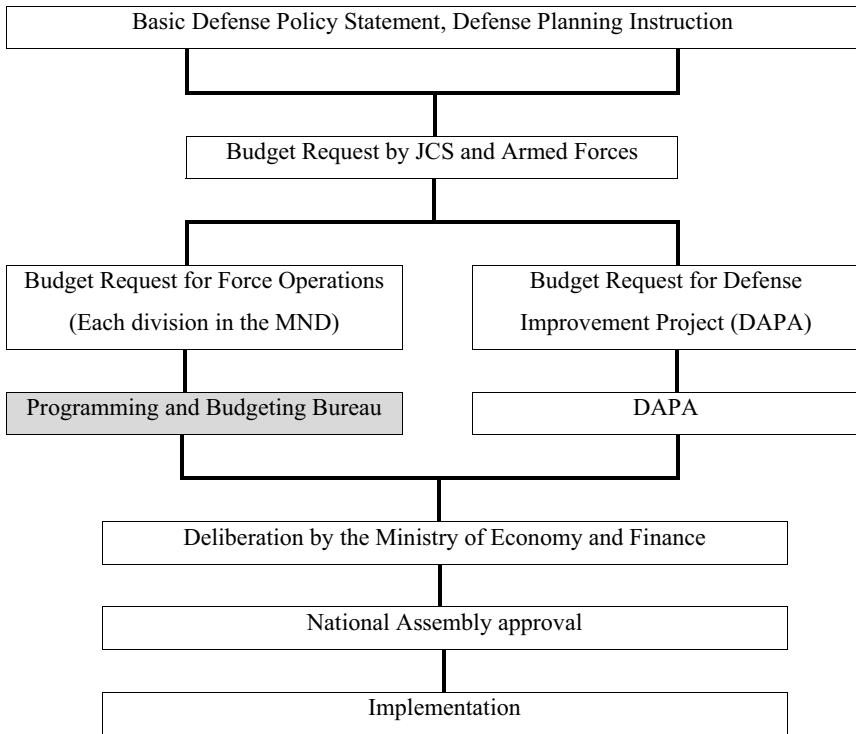 Basic Defense Policy Statement, Defense Planning Instruction
Budget Request by JCS and Armed Forces
Budget Request for Force Operations
(Each division in the MND)
Budget Request for Defense
Improvement Project (DAPA)
Programming and Budgeting Bureau
DAPA
Deliberation by the Ministry of Economy and Finance
National Assembly approval
Implementation